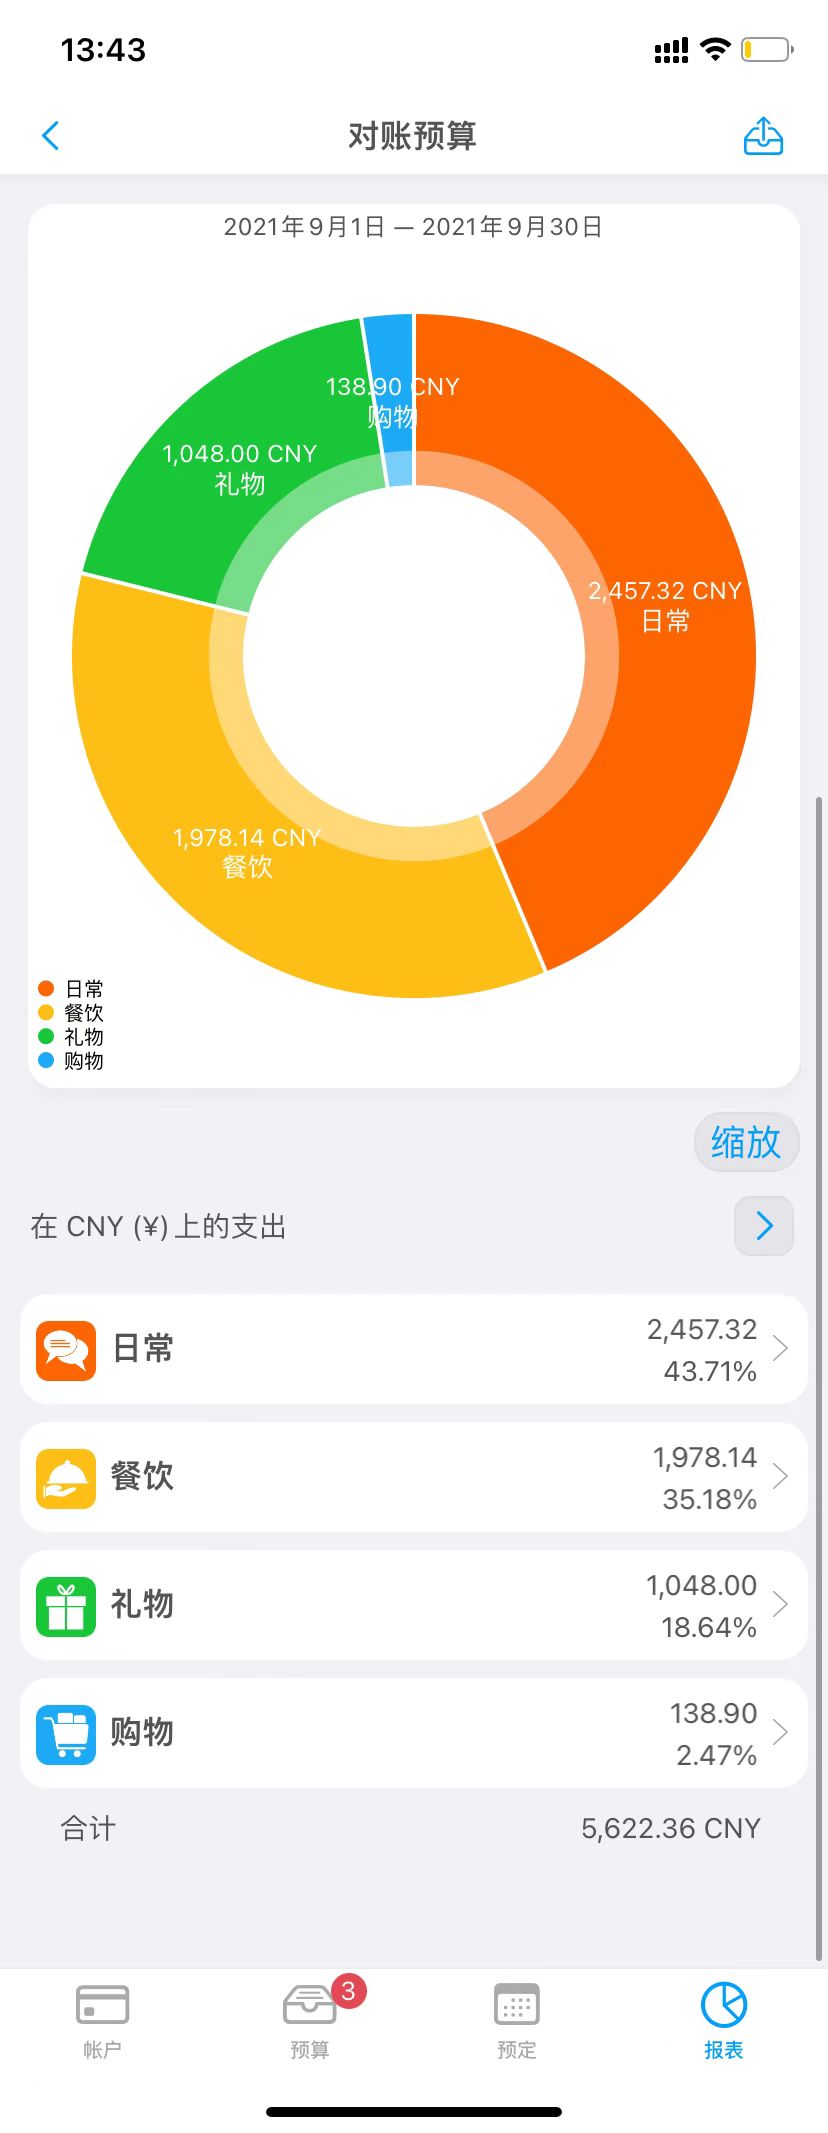 13:43
对账预算
2021年9月1日 — 2021年9月30日
138.90 CNY
购物
1,048.00 CNY
礼物
2,457.32 CNY
日常
1,978.14 CNY
餐饮
日常
餐饮
礼物
购物
缩放
在 CNY (¥) 上的支出
日常
2,457.32
43.71%
餐饮
1,978.14
35.18%
礼物
1,048.00
18.64%
购物
138.90
2.47%
合计
5,622.36 CNY
3
帐户
预算
预定
报表